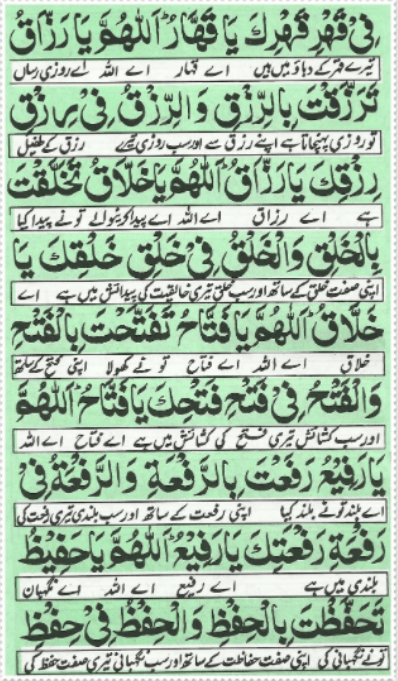 فِیْ قَهْرِ قَهْرِكَ یَا قَهَّارُ اَللّٰهُمَّ یَا رَزَّاقُ
تیرے قہر کے دباؤ میں ہیں اے قہار اے اللہ اے روزی رساں
تَرَزَّقْتَ بِالرِّزْقِ وَالرِّزْقُ فِیْ رِزْقِ
تو روزی پہنچاتا ہے اپنے رزق سے اور سب روزی تیرے رزق کے طفیل
رِزْقِكَ یَا رَزَّاقُ اَللّٰهُمَّ یَا خَلَّاقُ تَخَلَّقْتَ
ہے اے رزاق اے اللہ اے پیدا کرنیوالے تو نے پیدا کیا
بِالْخَلْقِ وَالْخَلْقُ فِیْ خَلْقِ خَلْقِكَ یَا
اپنی صفت خلق کے ساتھ اور سب خلق تیری خالقیت کی پیدائش میں ہے اے
خَلَّاقُ اَللّٰهُمَّ یَا فَتَّاحُ تَفَتَّحْتَ بِالْفَتْحِ
خلاق اے اللہ اے فتاح تو نے کھولا اپنی فتح کے ساتھ
وَالْفَتْحُ فِیْ فَتْحِ فَتْحِكَ یَا فَتَّاحُ اَللّٰهُمَّ
اور سب کشائش تیری فتح کی کشائش میں ہے اے فتاح اے اللہ
یَا رَفِیْعُ رَفَعْتَ بِالرِّفْعَةِ وَالرِّفْعَةُ فِیْ
اے بلند تو نے بلند کیا اپنی رفعت کے ساتھ اور سب بلندی تیری رفعت کی
رَفْعَةِ رَفْعَتِكَ یَا رَفِیْعُ اَللّٰهُمَّ یَا حَفِیْظُ
بلندی میں ہے اے رفیع اے اللہ اے نگہبان
تَحَفَّظْتَ بِالْحِفْظِ وَالْحِفْظُ فِیْ حِفْظِ
تو نے نگہبانی کی اپنی صفت حفاظت کے ساتھ اور سب نگہبانی تیری صفت حفظ کی